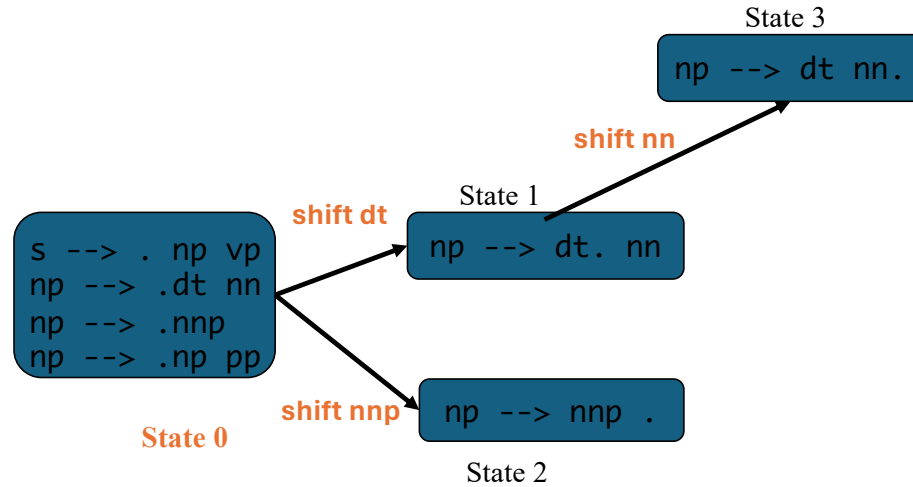 State 3
np --> dt nn.
shift nn
State 1
shift dt
np --> dt. nn
s --> . np vp
np --> .dt nn
np --> .nnp
np --> .np pp
shift nnp
np --> nnp .
State 0
State 2